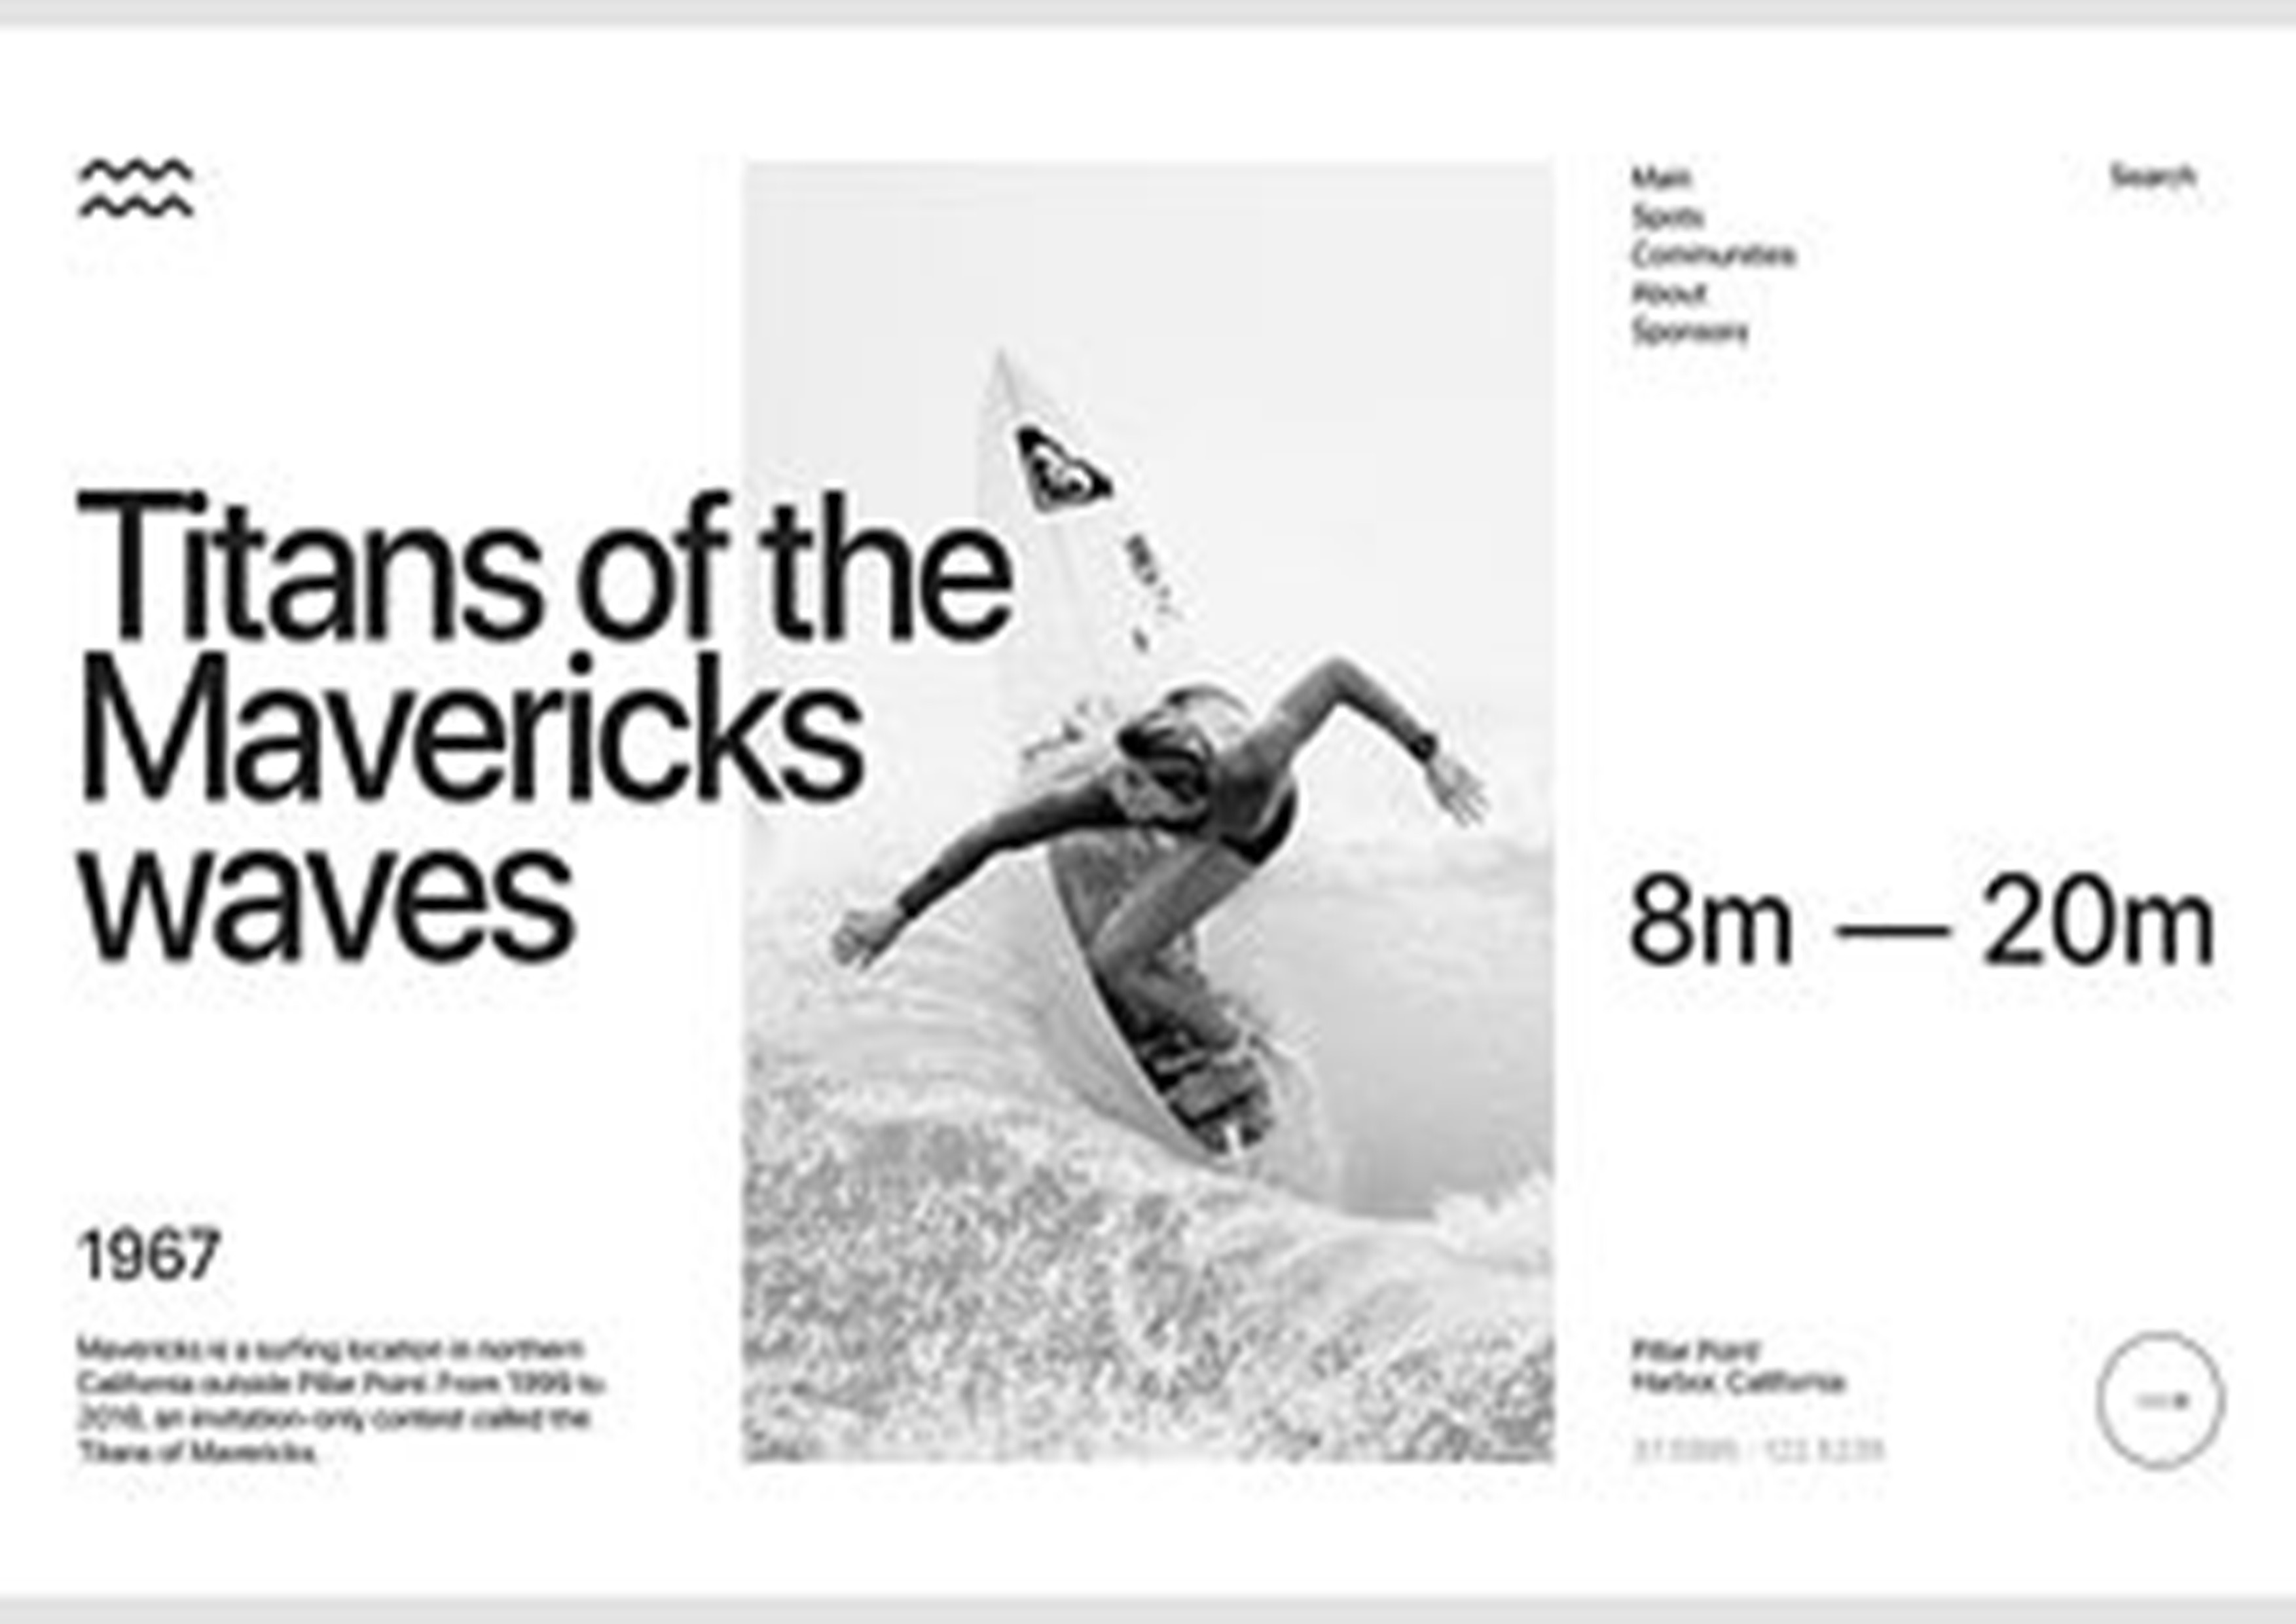 Main
Spots
Communities
About
Sponsors
Search
Titans of the
Mavericks
waves
8m — 20m
1967
Mavericks is a surfing location in northern
California outside Pillar Point. From 1999 to
2016, an invitation-only contest called the
Titans of Mavericks.
Pillar Point
Harbor, California